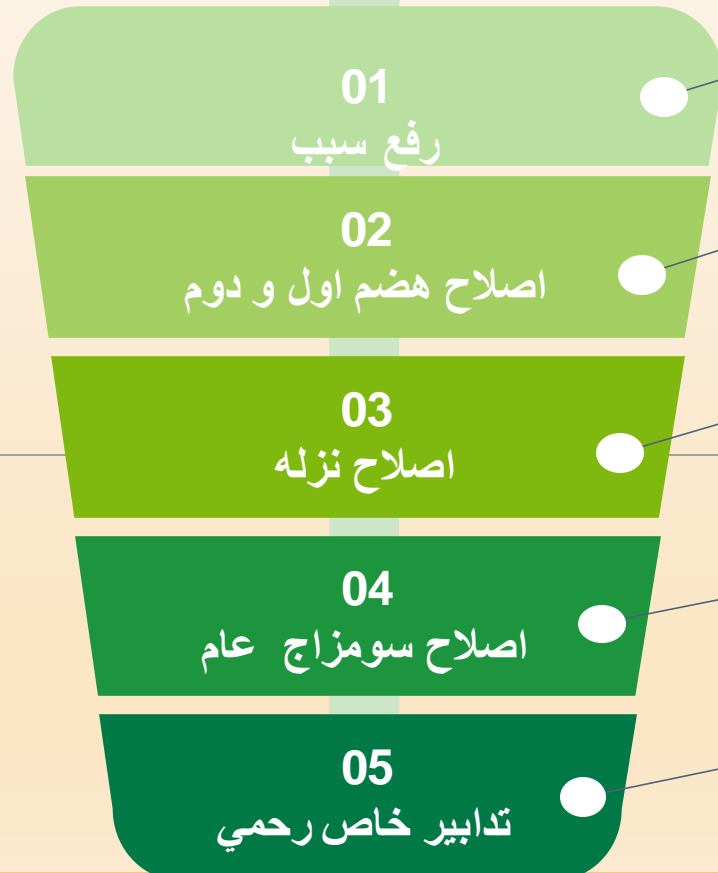 01
رفع سبب
02
اصلاح هضم اول و دوم
03
اصلاح نزله
04
اصلاح سومزاج عام
05
تدابير خاص رحمي